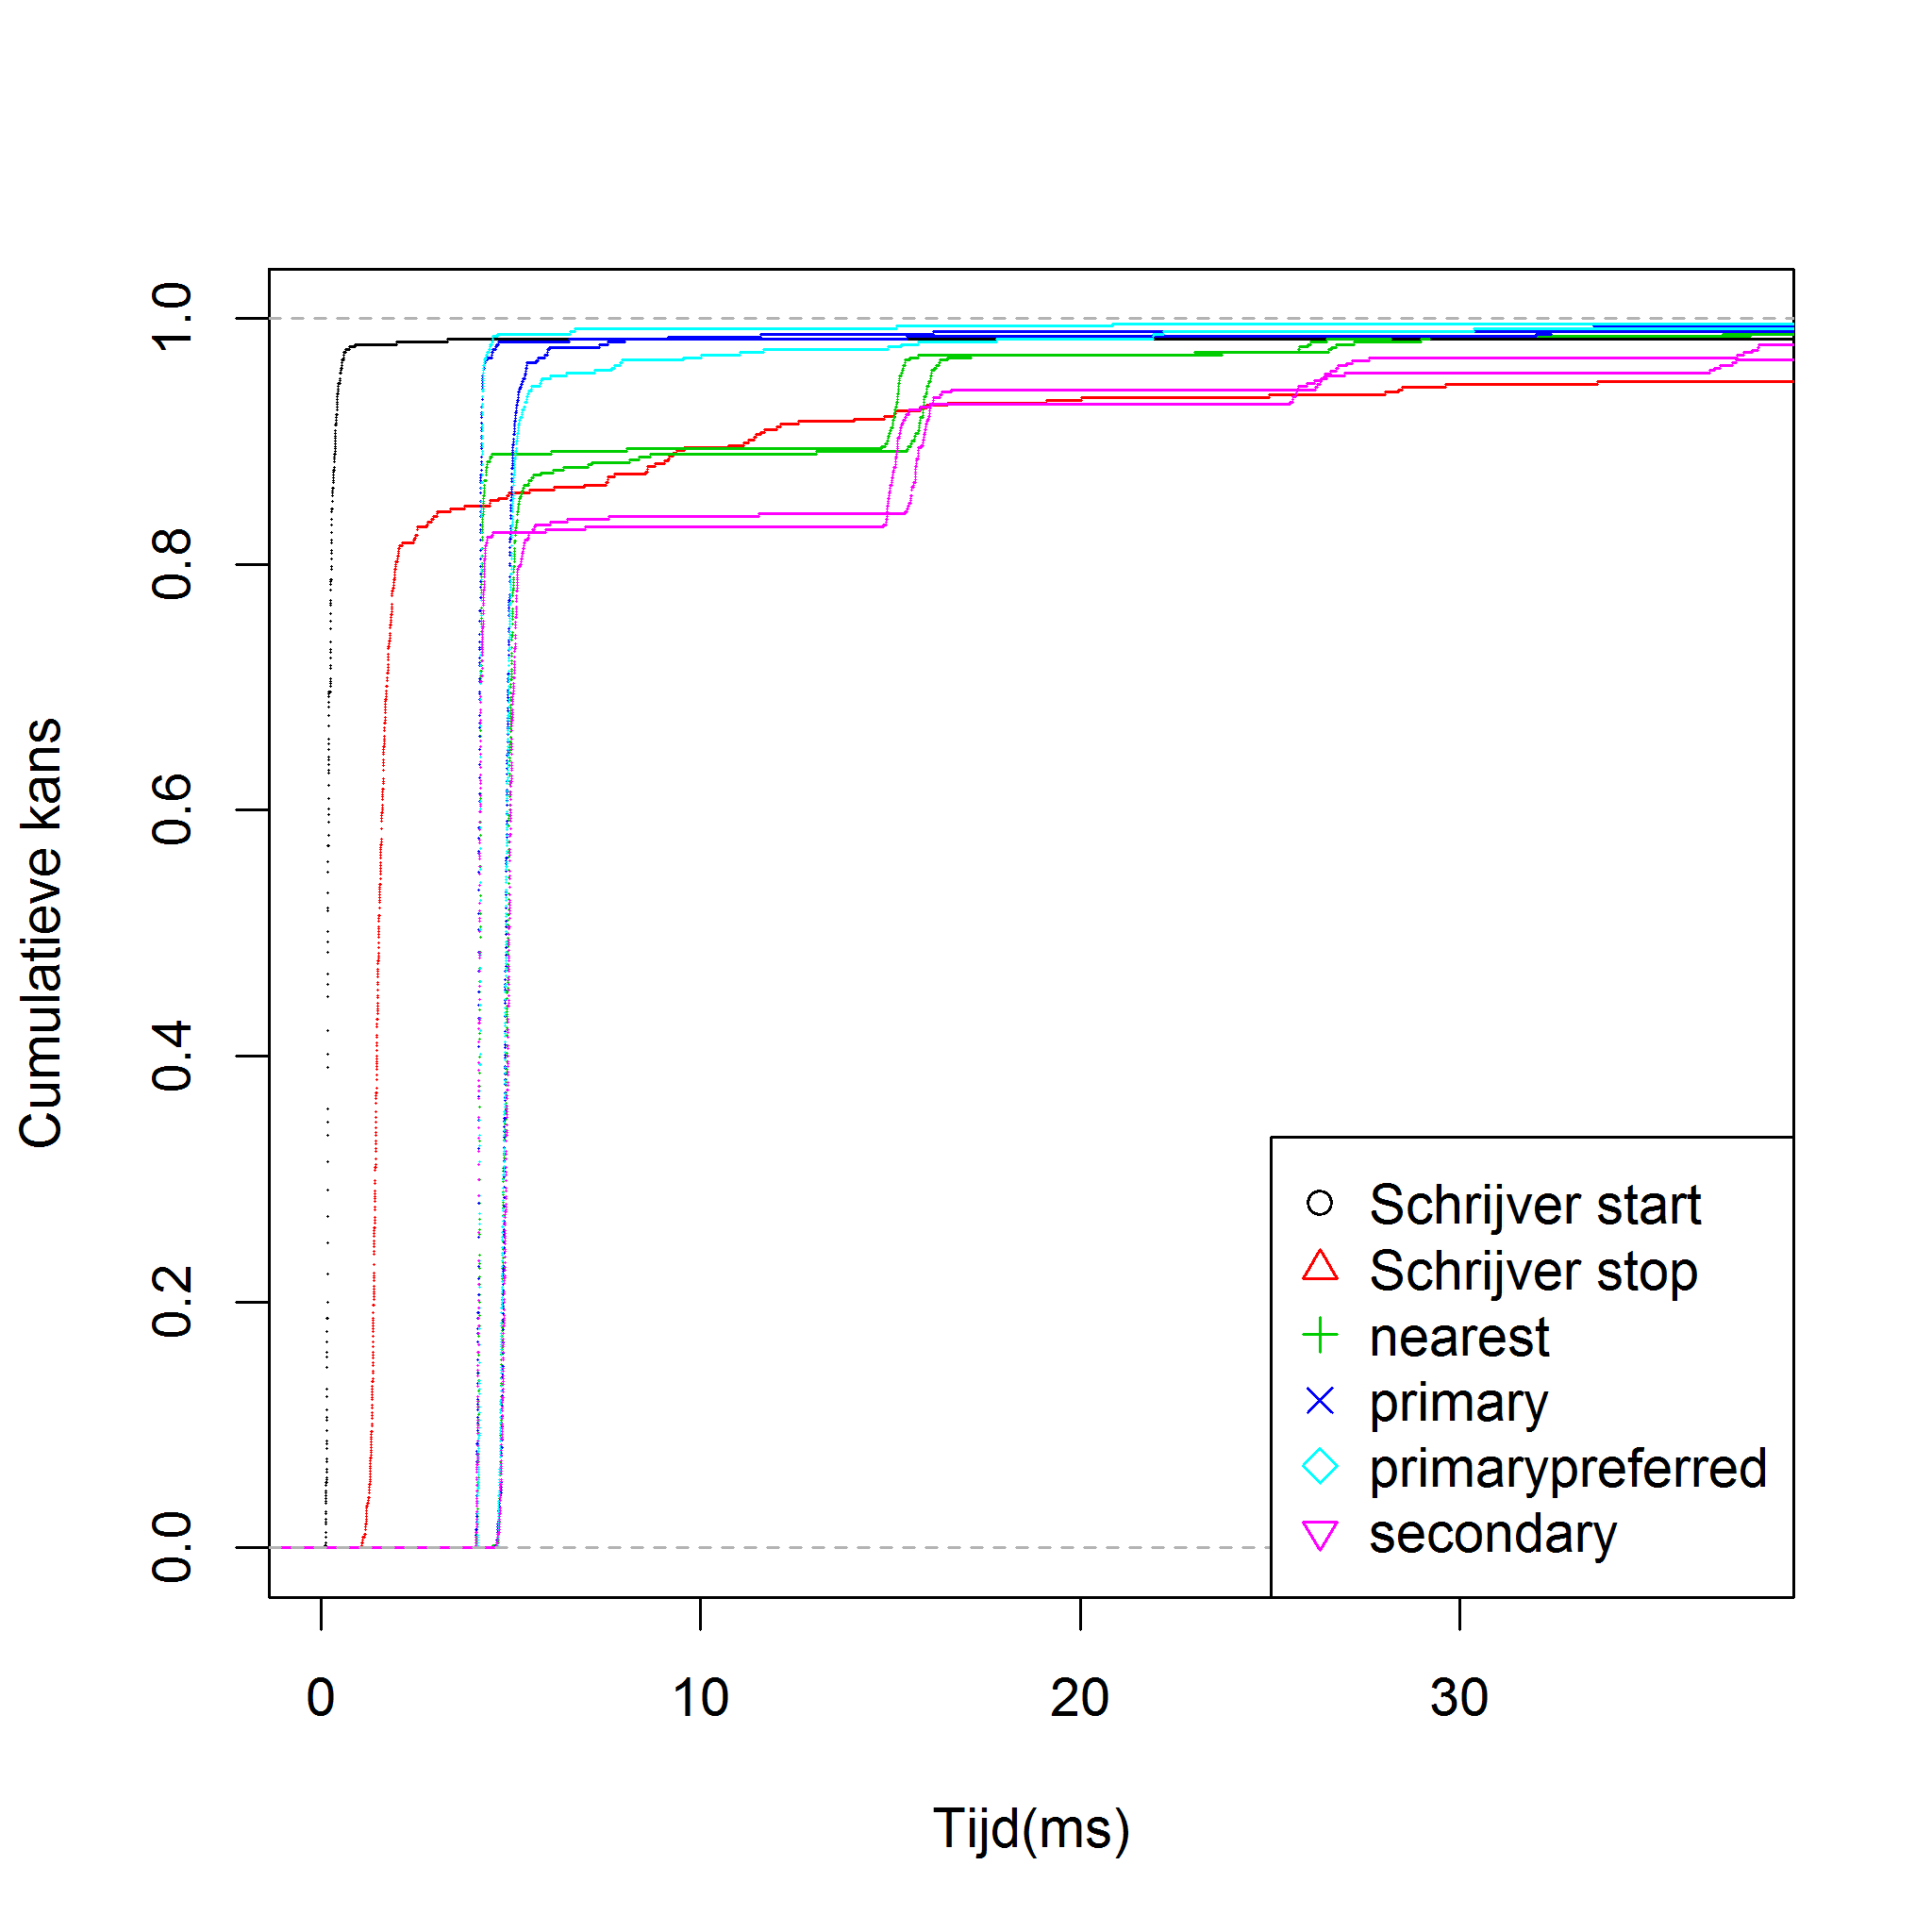 Cumulatieve kans
1.0
0.8
0.6
0.4
0.2
0.0
Schrijver start
Schrijver stop
nearest
primary
primarypreferred
secondary
0 10 20 30
Tijd(ms)